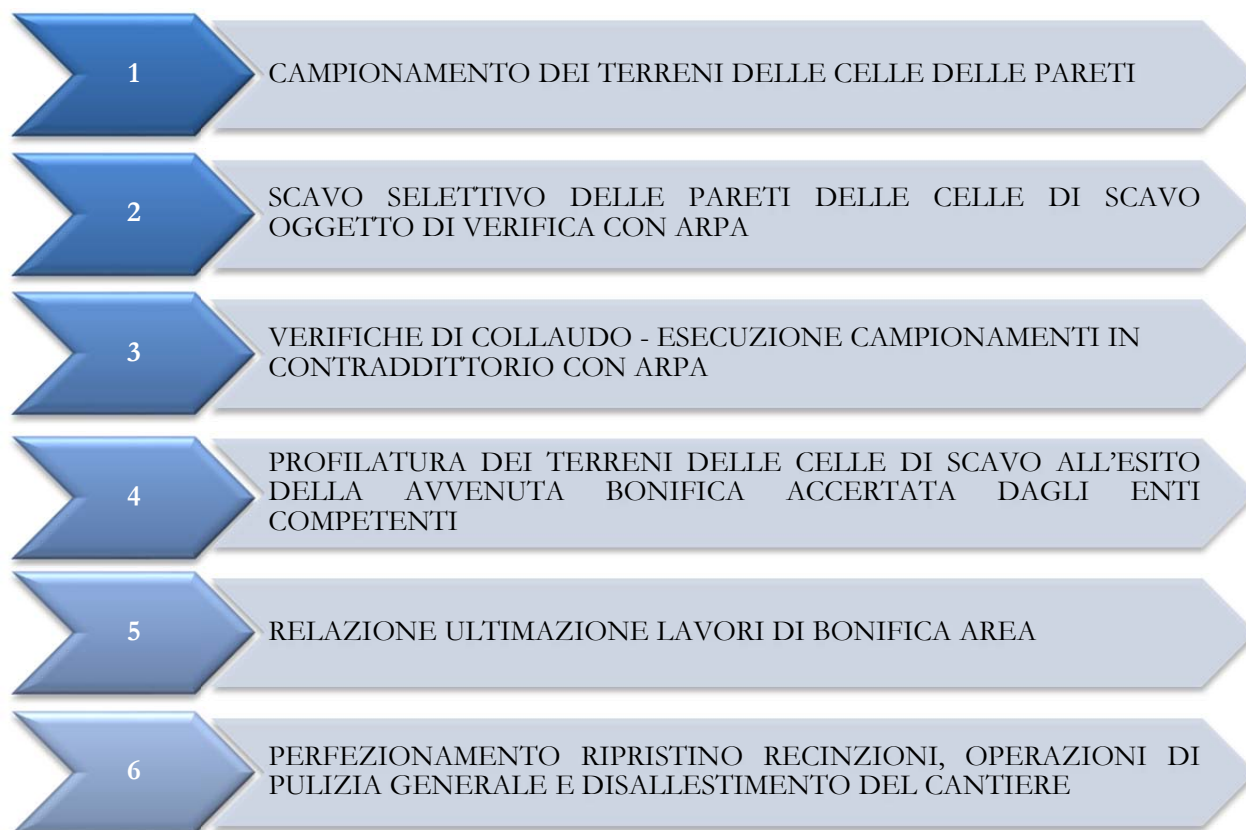 1
CAMPIONAMENTO DEI TERRENI DELLE CELLE DELLE PARETI
2
SCAVO SELETTIVO DELLE PARETI DELLE CELLE DI SCAVO
OGGETTO DI VERIFICA CON ARPA
3
VERIFICHE DI COLLAUDO - ESECUZIONE CAMPIONAMENTI IN
CONTRADDITTORIO CON ARPA
4
PROFILATURA DEI TERRENI DELLE CELLE DI SCAVO ALL’ESITO
DELLA AVVENUTA BONIFICA ACCERTATA DAGLI ENTI
COMPETENTI
5
RELAZIONE ULTIMAZIONE LAVORI DI BONIFICA AREA
6
PERFEZIONAMENTO RIPRISTINO RECINZIONI, OPERAZIONI DI
PULIZIA GENERALE E DISALLESTIMENTO DEL CANTIERE